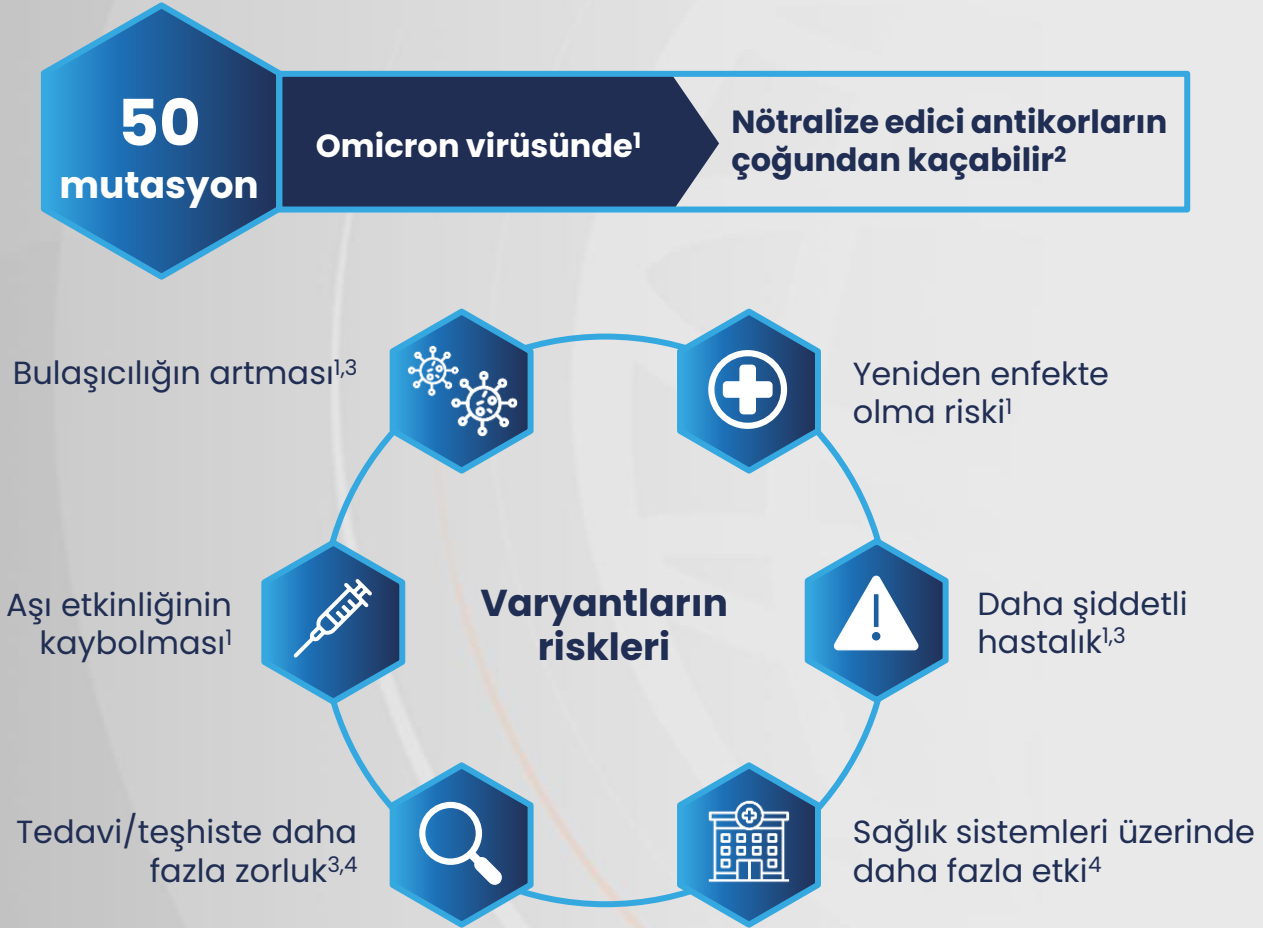 50
mutasyon
Omicron virüsünde¹
Nötralize edici antikorların
çoğundan kaçabilir²
Bulaşıcılığın artması¹,³
Yeniden enfekte
olma riski¹
Aşı etkinliğinin
kaybolması¹
Varyantların
riskleri
Daha şiddetli
hastalık¹,³
Tedavi/teşhiste daha
fazla zorluk³,⁴
Sağlık sistemleri üzerinde
daha fazla etki⁴